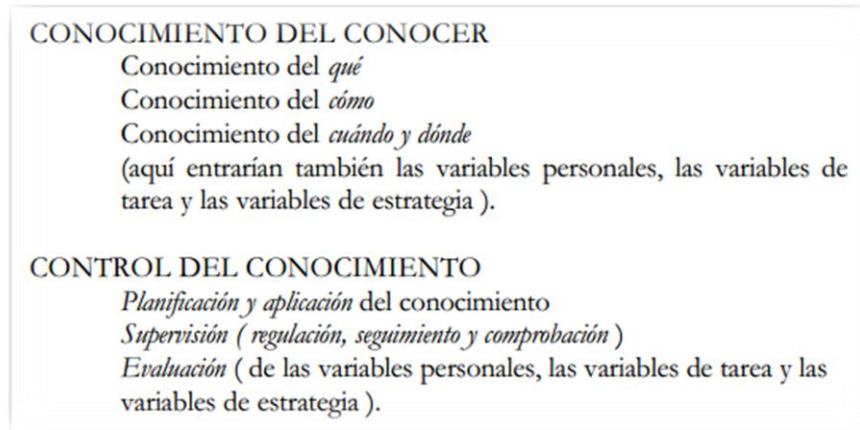 CONOCIMIENTO DEL CONOCER
Conocimiento del qué
Conocimiento del cómo
Conocimiento del cuándo y dónde
(aquí entrarían también las variables personales, las variables de
tarea y las variables de estrategia ).
CONTROL DEL CONOCIMIENTO
Planificación y aplicación del conocimiento
Supervisión ( regulación, seguimiento y comprobación )
Evaluación ( de las variables personales, las variables de tarea y las
variables de estrategia ).